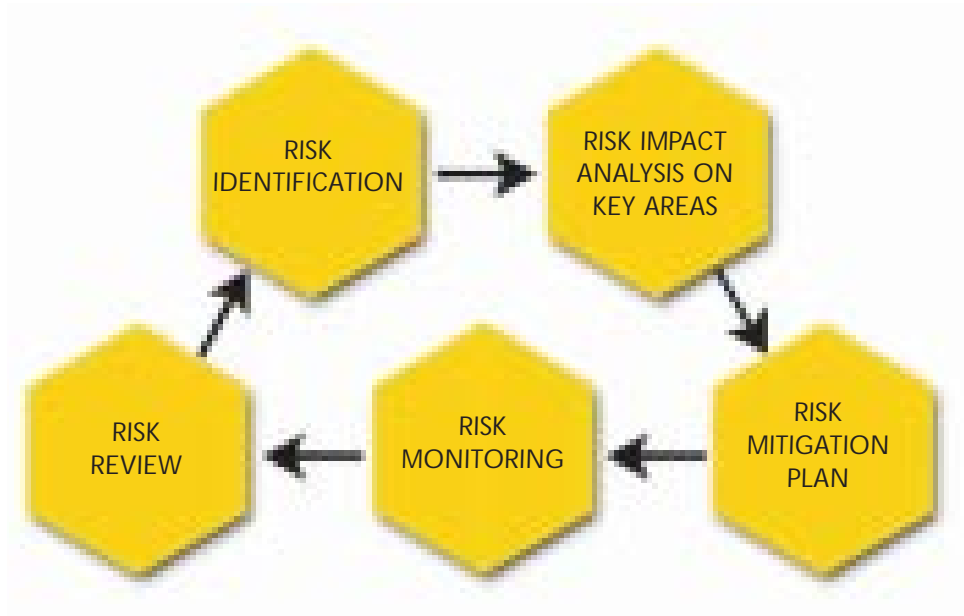 RISK
IDENTIFICATION
RISK IMPACT
ANALYSIS ON
KEY AREAS
RISK
MITIGATION
PLAN
RISK
MONITORING
RISK
REVIEW